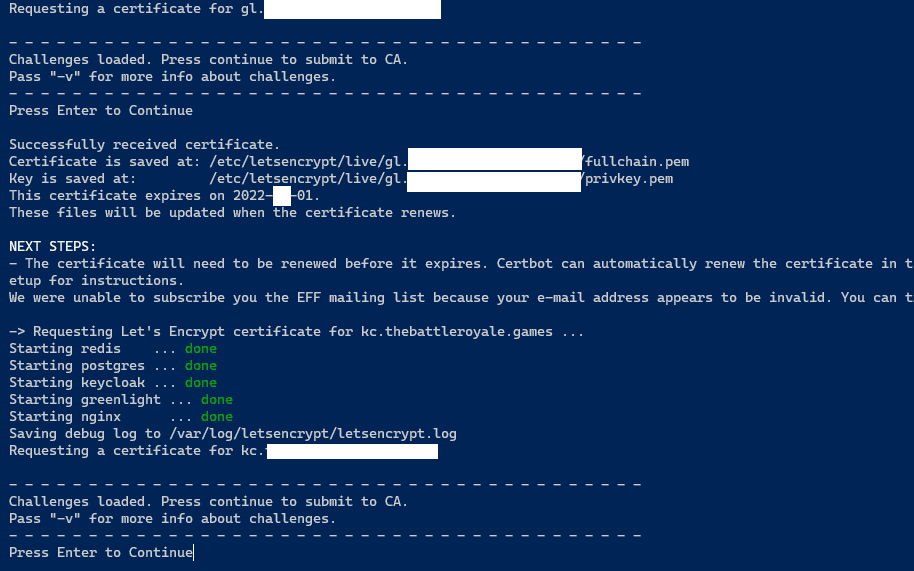 Requesting a certificate for gl.
- - - - - - - - - - - - - - - - - - - - - - - - - - - - - - - - - - - - - - - -
Challenges loaded. Press continue to submit to CA.
Pass "-v" for more info about challenges.
- - - - - - - - - - - - - - - - - - - - - - - - - - - - - - - - - - - - - - - -
Press Enter to Continue
Successfully received certificate.
Certificate is saved at: /etc/letsencrypt/live/gl. /fullchain.pem
Key is saved at: /etc/letsencrypt/live/gl. /privkey.pem
This certificate expires on 2022- -01.
These files will be updated when the certificate renews.
NEXT STEPS:
- The certificate will need to be renewed before it expires. Certbot can automatically renew the certificate in t
etup for instructions.
We were unable to subscribe you the EFF mailing list because your e-mail address appears to be invalid. You can t
-> Requesting Let's Encrypt certificate for kc.thebattleroyale.games ...
Starting redis ... done
Starting postgres ... done
Starting keycloak ... done
Starting greenlight ... done
Starting nginx ... done
Saving debug log to /var/log/letsencrypt/letsencrypt.log
Requesting a certificate for kc.
- - - - - - - - - - - - - - - - - - - - - - - - - - - - - - - - - - - - - - - -
Challenges loaded. Press continue to submit to CA.
Pass "-v" for more info about challenges.
- - - - - - - - - - - - - - - - - - - - - - - - - - - - - - - - - - - - - - - -
Press Enter to Continue